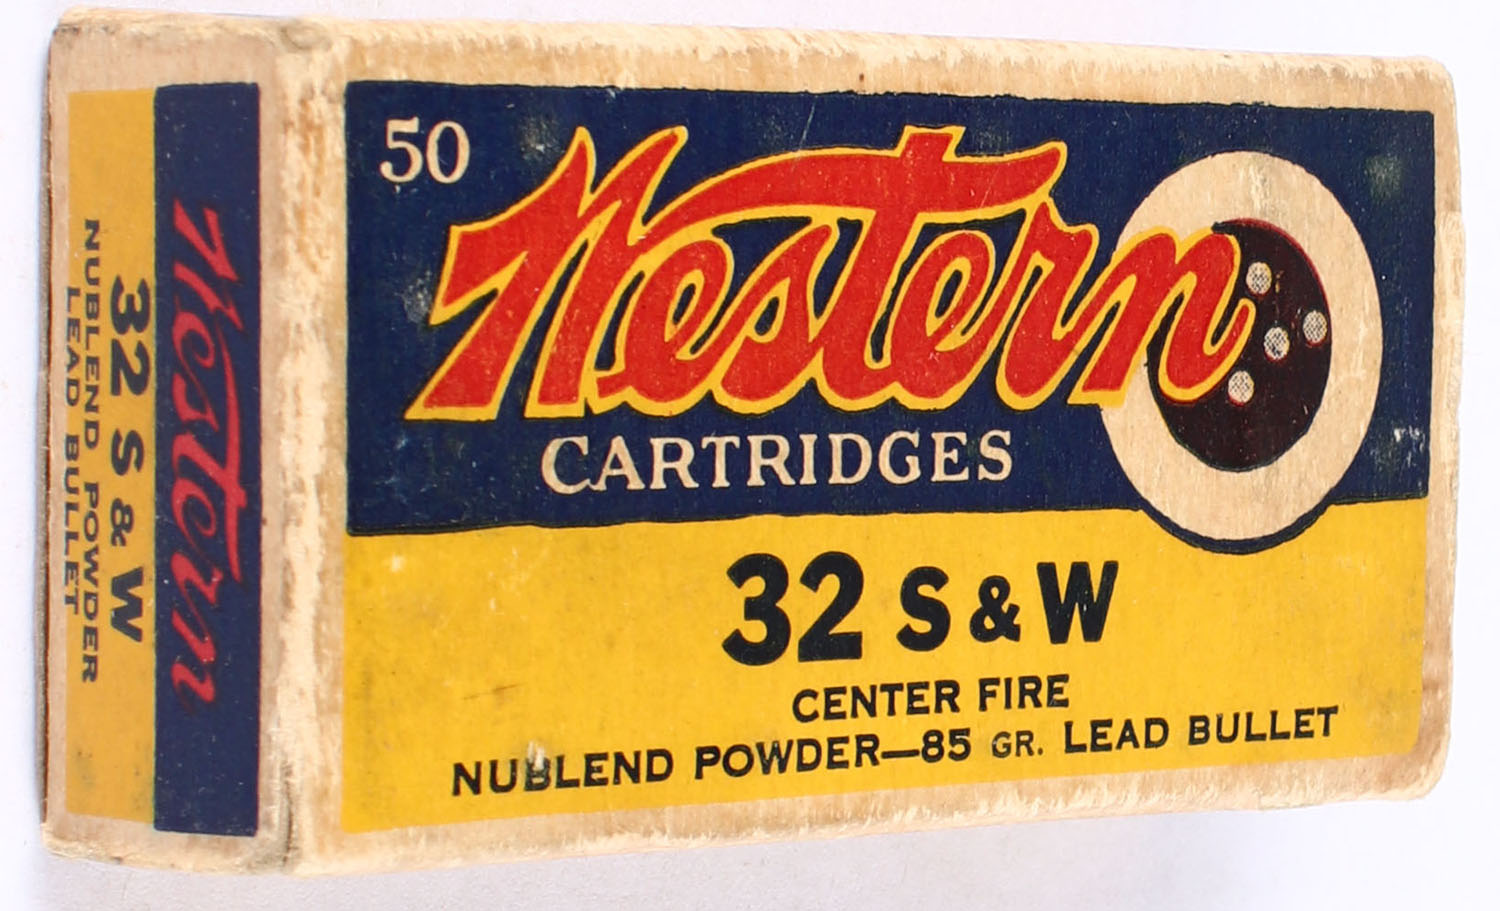 50
Western
CARTRIDGES
32 S & W
CENTER FIRE
NUBLEND POWDER—85 GR. LEAD BULLET
Western
32 S & W
NUBLEND POWDER
LEAD BULLET